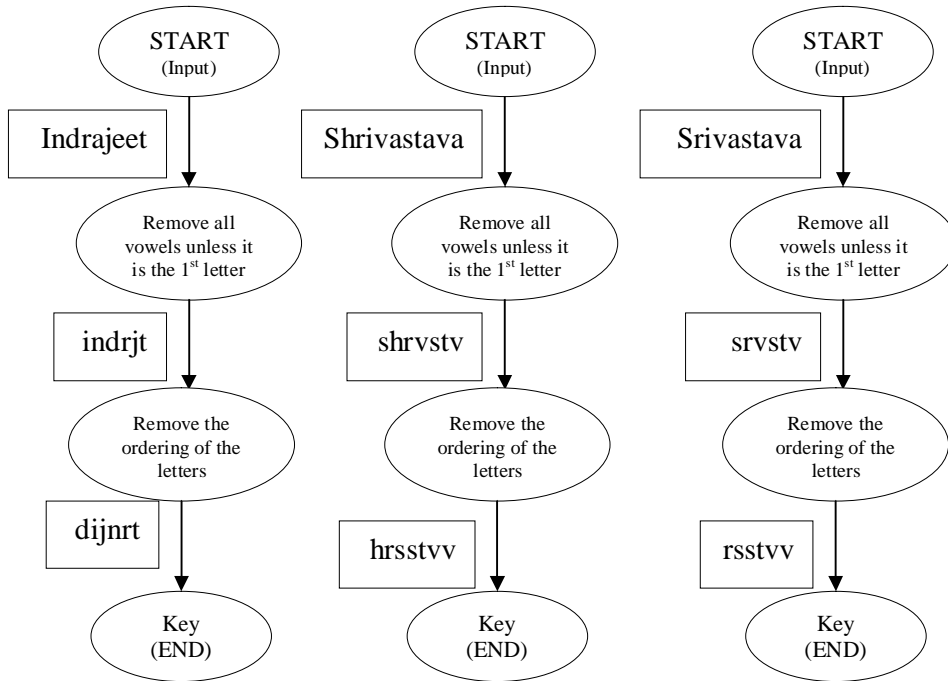 START
(Input)
Indrajeet
Remove all
vowels unless it
is the 1st letter
indrjt
Remove the
ordering of the
letters
dijnrt
Key
(END)
START
(Input)
Shrivastava
Remove all
vowels unless it
is the 1st letter
shrvstv
Remove the
ordering of the
letters
hrsstvv
Key
(END)
START
(Input)
Srivastava
Remove all
vowels unless it
is the 1st letter
srvstv
Remove the
ordering of the
letters
rsstvv
Key
(END)